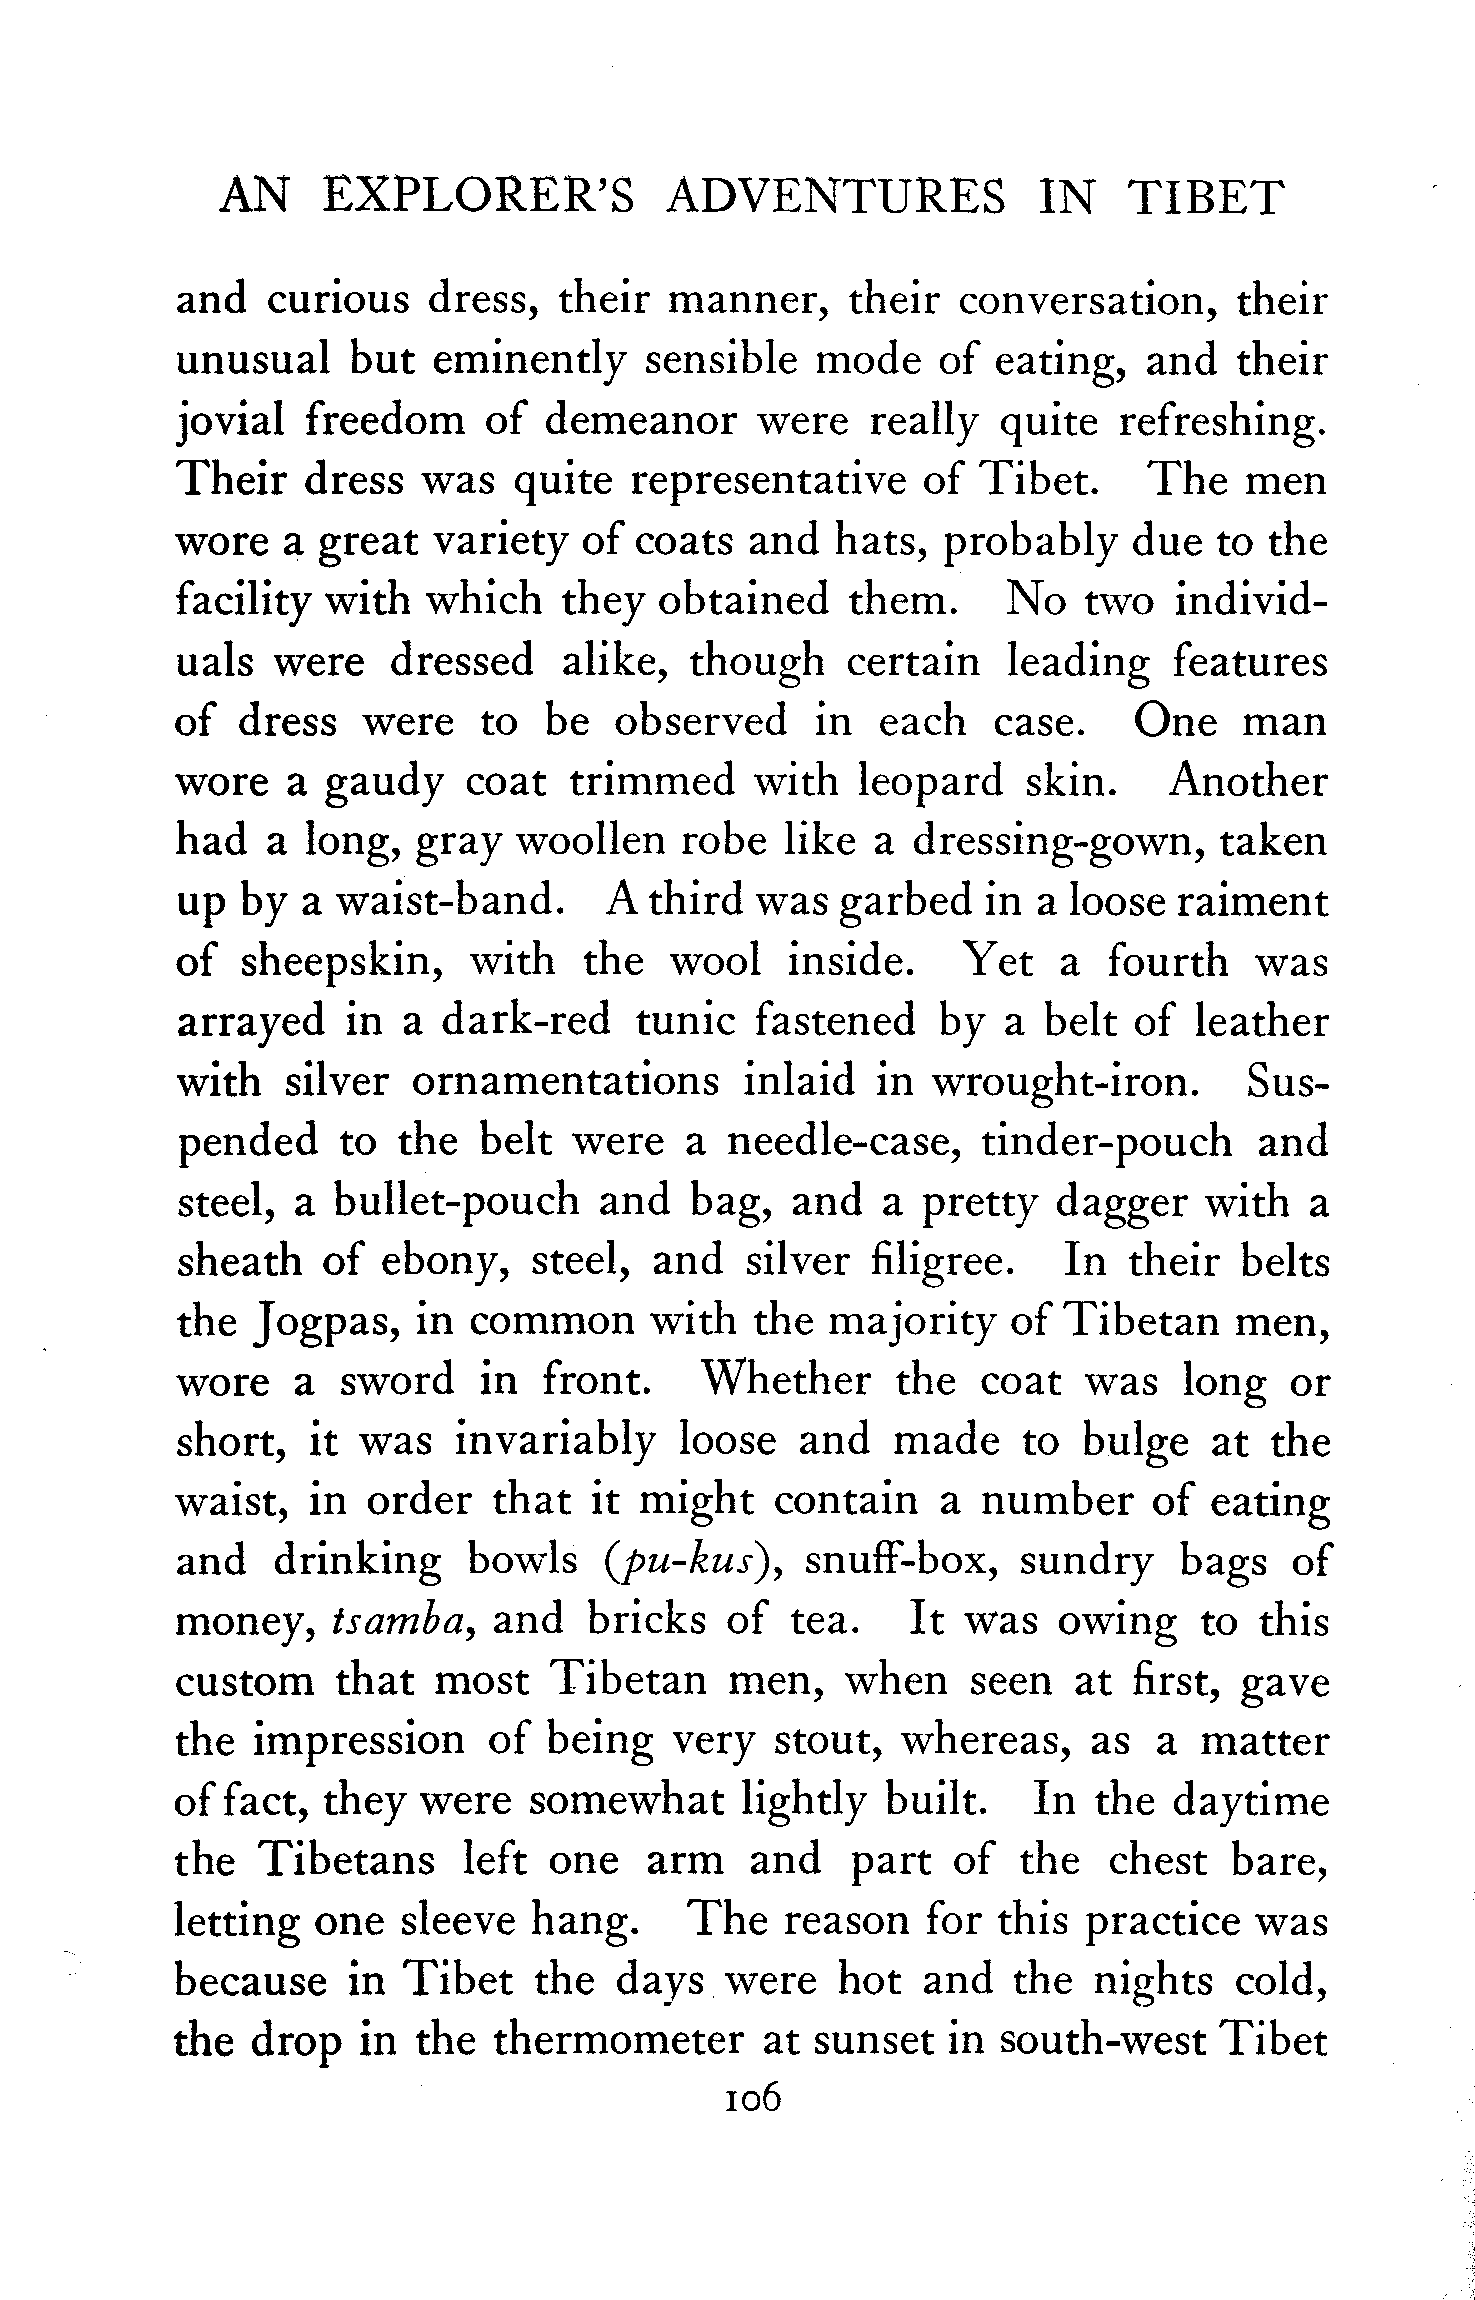 AN EXPLORER'S ADVENTURES IN TIBET
and curious dress, their manner, their conversation, their
unusual but eminently sensible mode of eating, and their
jovial freedom of demeanor were really quite refreshing.
Their dress was quite representative of Tibet. The men
wore a great variety of coats and hats, probably due to the
facility with which they obtained them. No two individ-
uals were dressed alike, though certain leading features
of dress were to be observed in each case. One man
wore a gaudy coat trimmed with leopard skin. Another
had a long, gray woollen robe like a dressing-gown, taken
up by a waist-band. A third was garbed in a loose raiment
of sheepskin, with the wool inside. Yet a fourth was
arrayed in a dark-red tunic fastened by a belt of leather
with silver ornamentations inlaid in wrought-iron. Sus-
pended to the belt were a needle-case, tinder-pouch and
steel, a bullet-pouch and bag, and a pretty dagger with a
sheath of ebony, steel, and silver filigree. In their belts
the Jogpas, in common with the majority of Tibetan men,
wore a sword in front. Whether the coat was long or
short, it was invariably loose and made to bulge at the
waist, in order that it might contain a number of eating
and drinking bowls (pu-kus), snuff-box, sundry bags of
money, tsamba, and bricks of tea. It was owing to this
custom that most Tibetan men, when seen at first, gave
the impression of being very stout, whereas, as a matter
of fact, they were somewhat lightly built. In the daytime
the Tibetans left one arm and part of the chest bare,
letting one sleeve hang. The reason for this practice was
because in Tibet the days were hot and the nights cold,
the drop in the thermometer at sunset in south-west Tibet
106